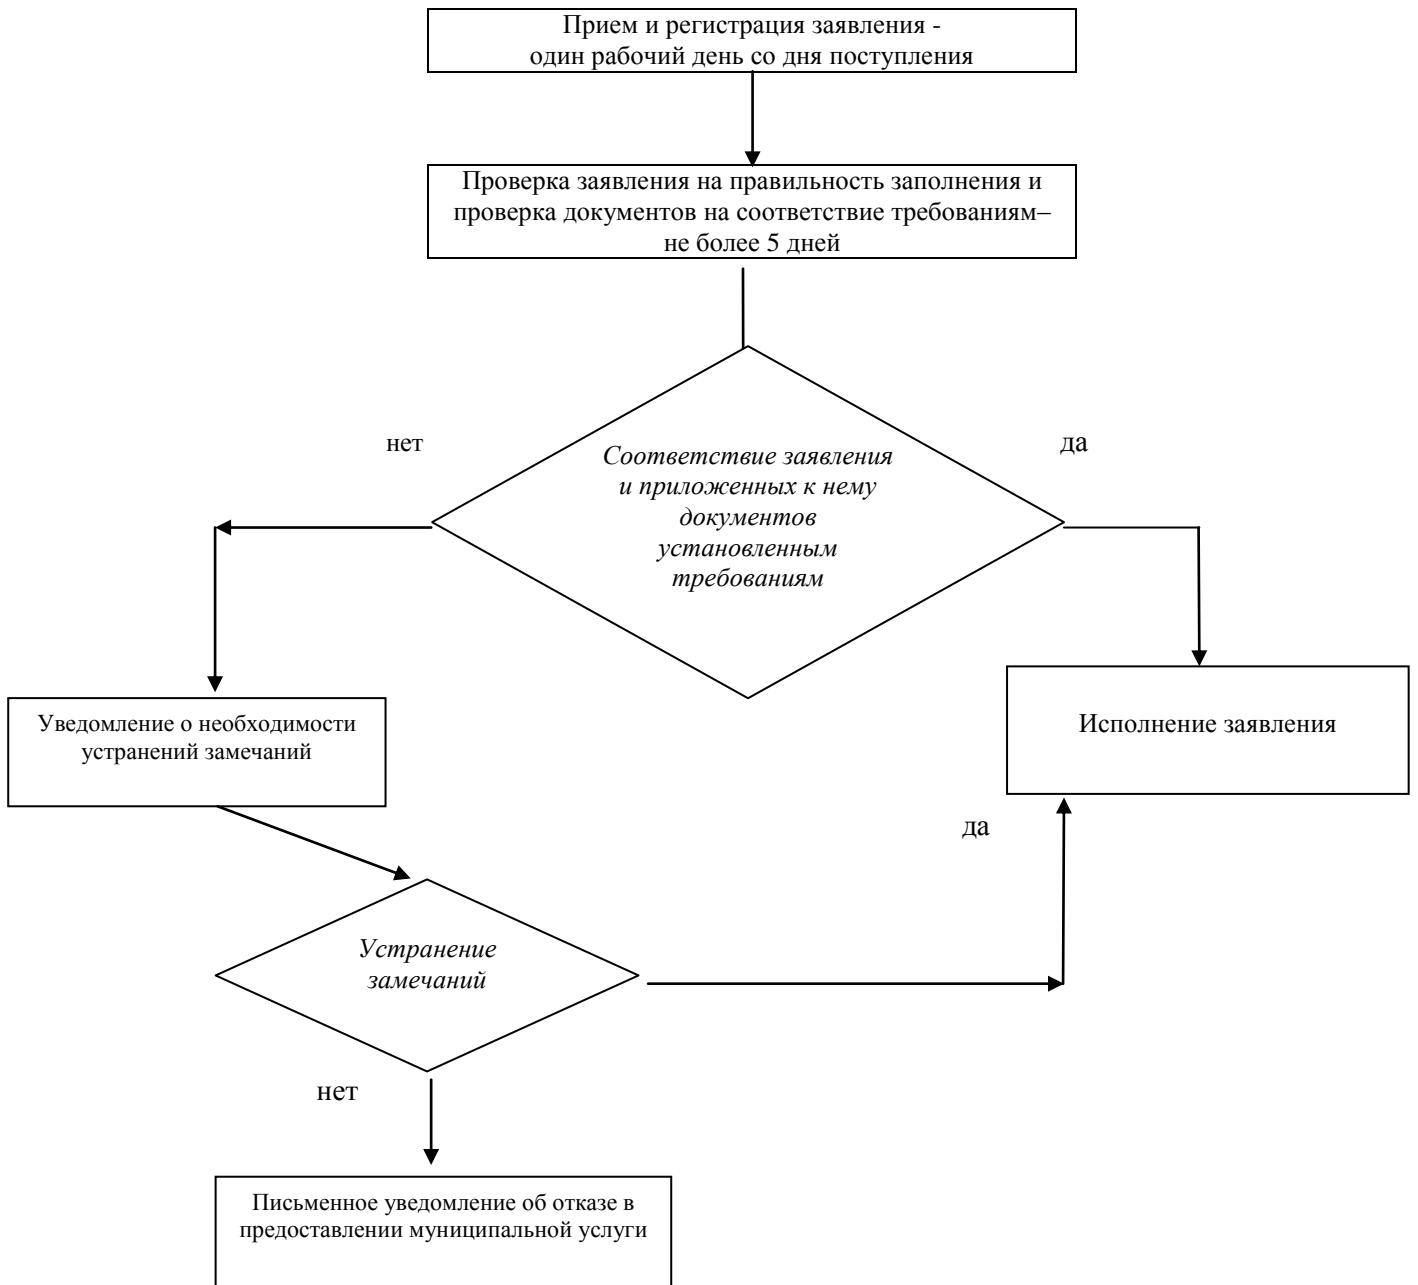 Прием и регистрация заявления -
один рабочий день со дня поступления
Проверка заявления на правильность заполнения и
проверка документов на соответствие требованиям–
не более 5 дней
нет
да
Соответствие заявления
и приложенных к нему
документов
установленным
требованиям
Уведомление о необходимости
устранений замечаний
Исполнение заявления
да
Устранение
замечаний
нет
Письменное уведомление об отказе в
предоставлении муниципальной услуги